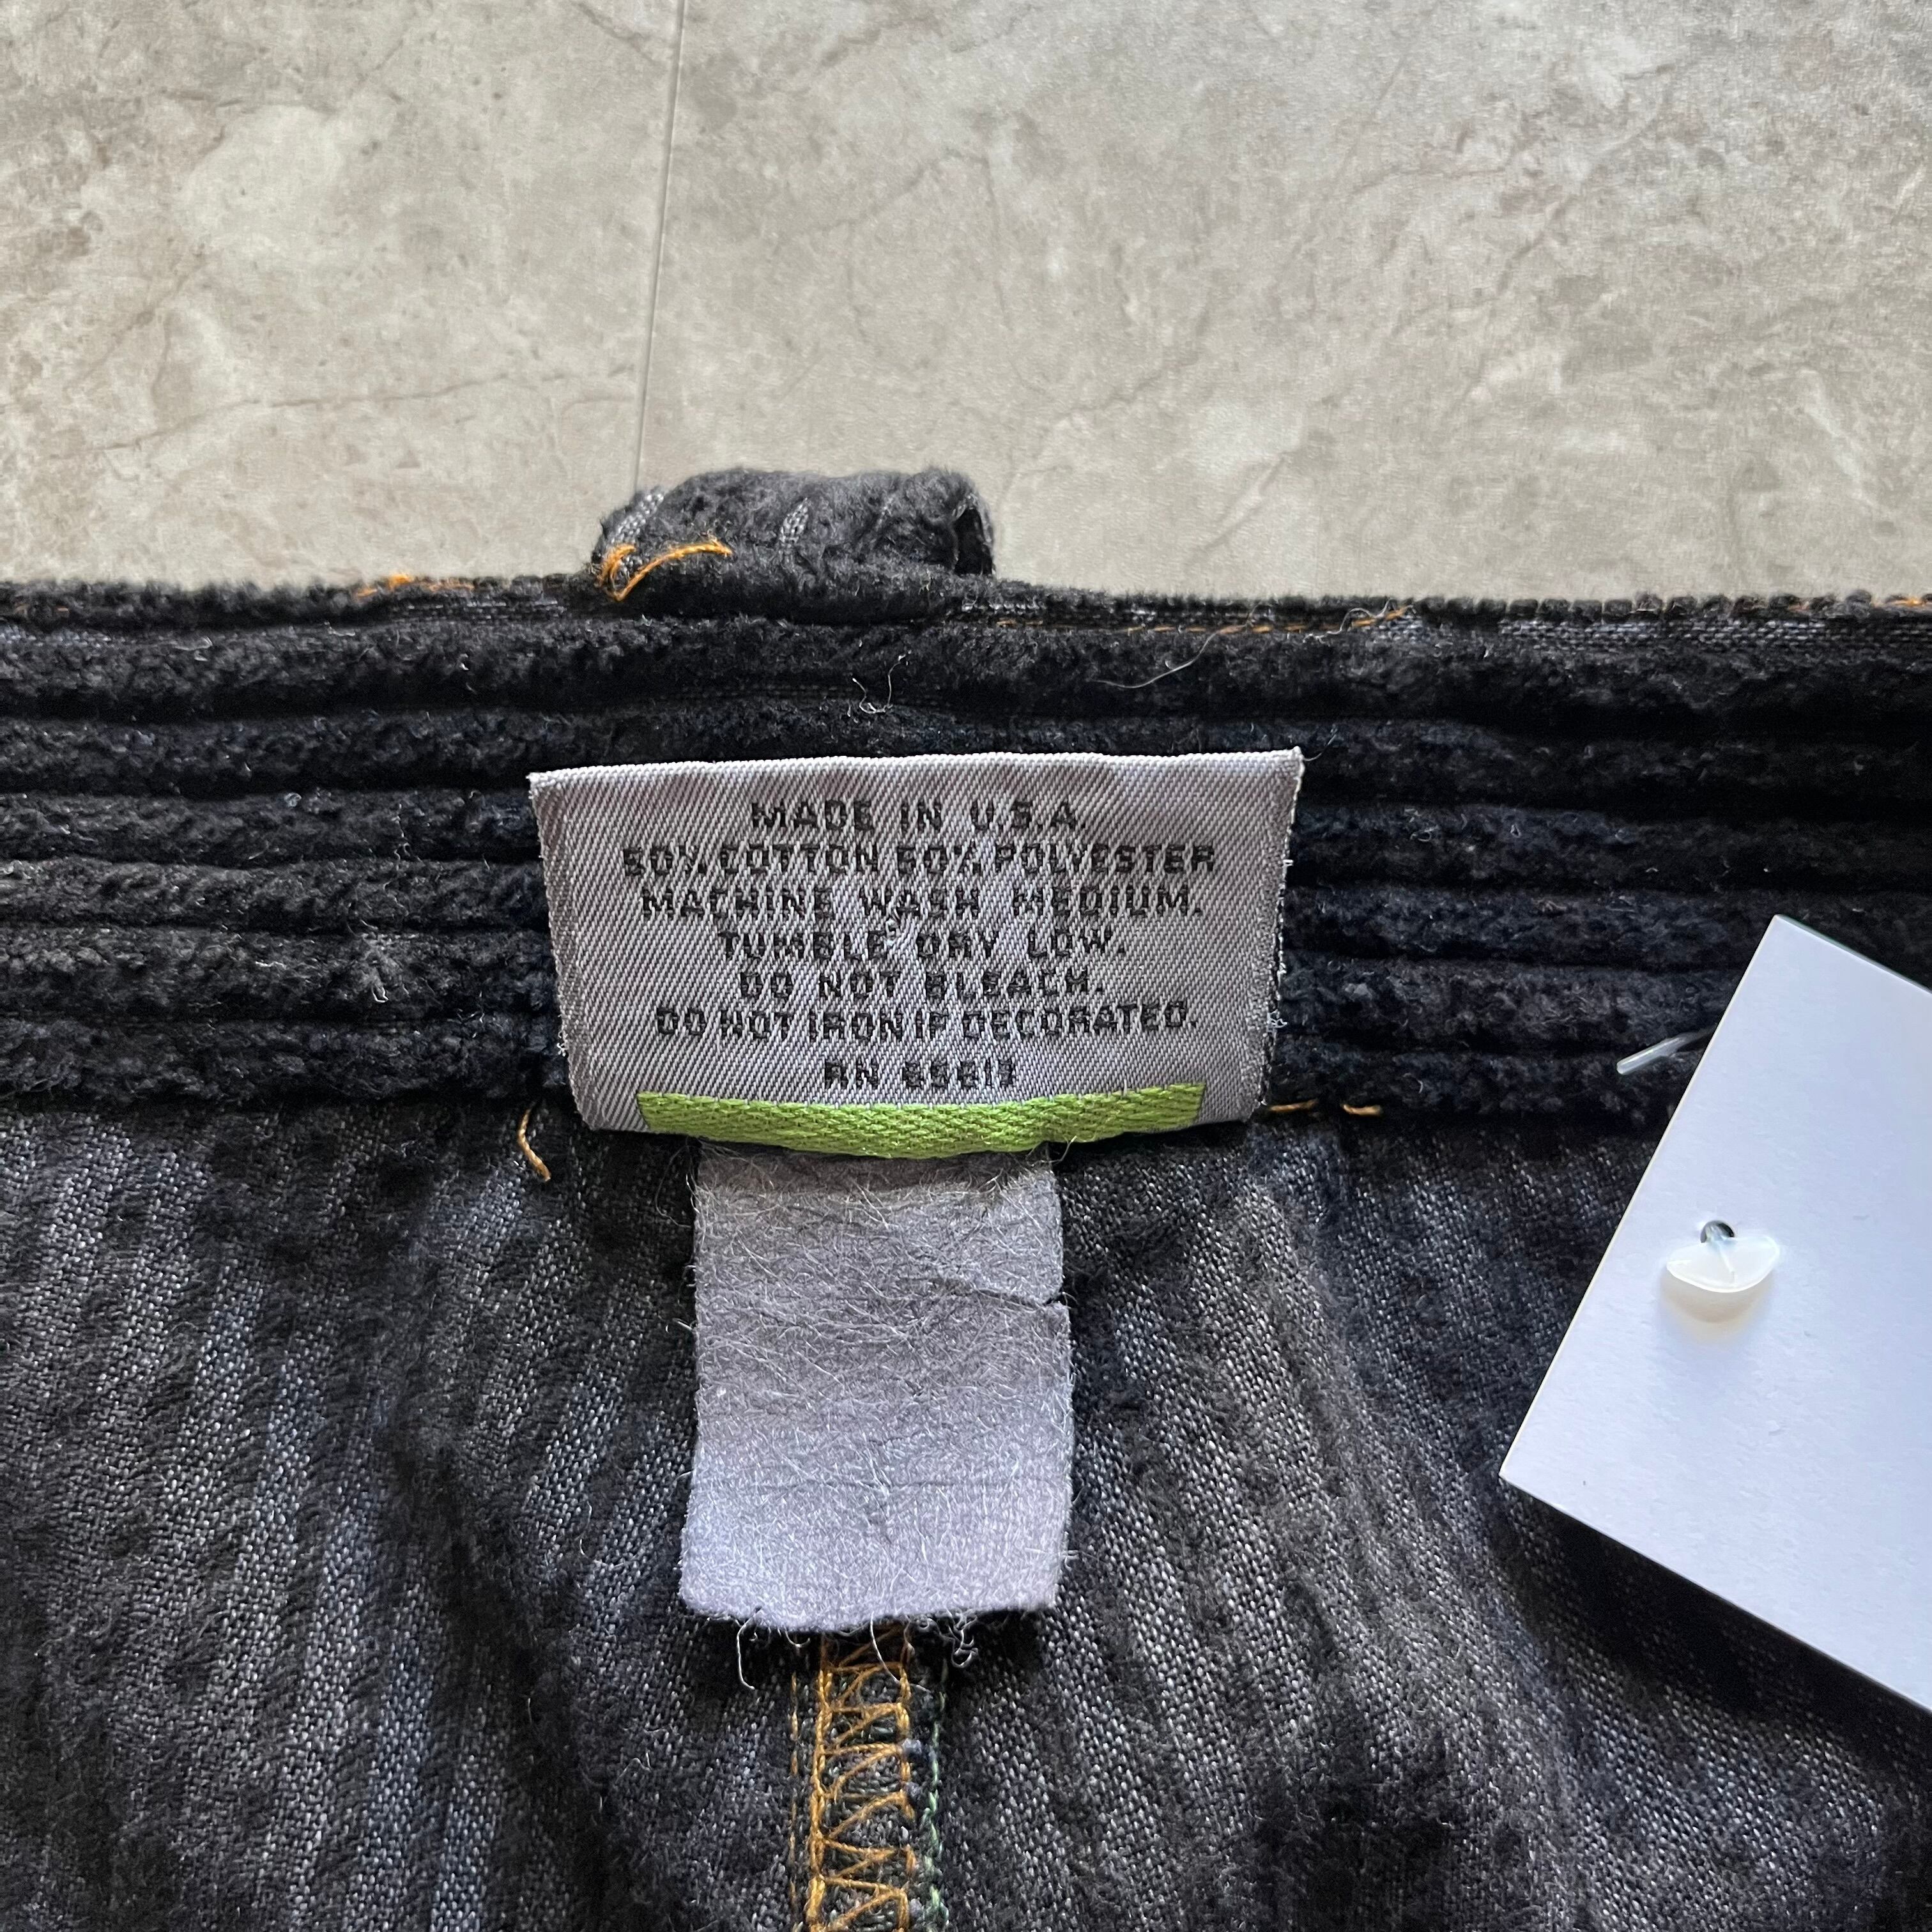 MADE IN U.S.A.
50% COTTON 50% POLYESTER
MACHINE WASH MEDIUM.
TUMBLE DRY LOW.
DO NOT BLEACH.
DO NOT IRON IF DECORATED.
RN